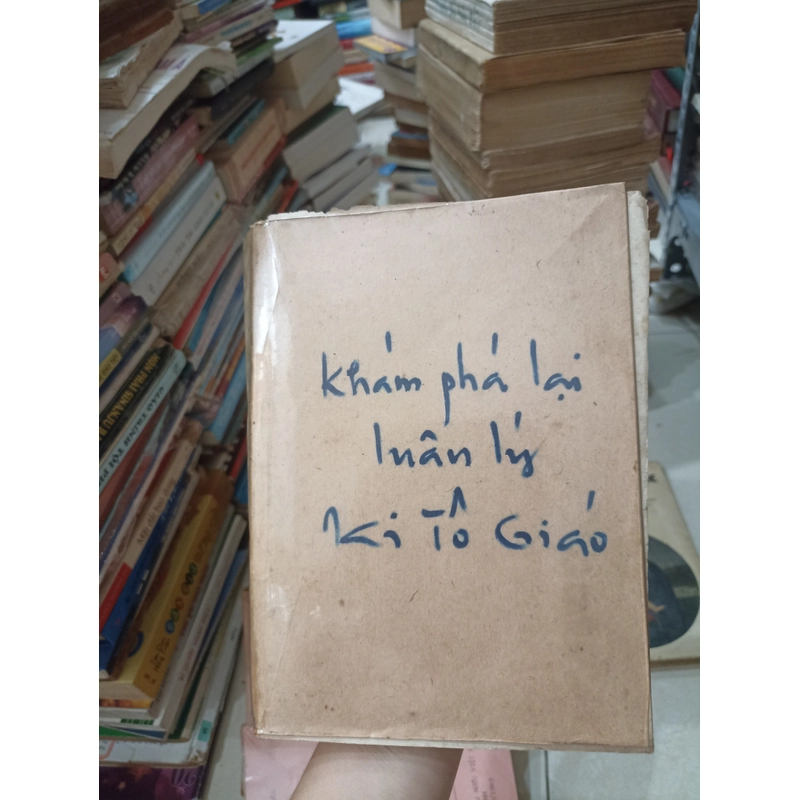 khám phá lại
luân lý
Ki Tô Giáo